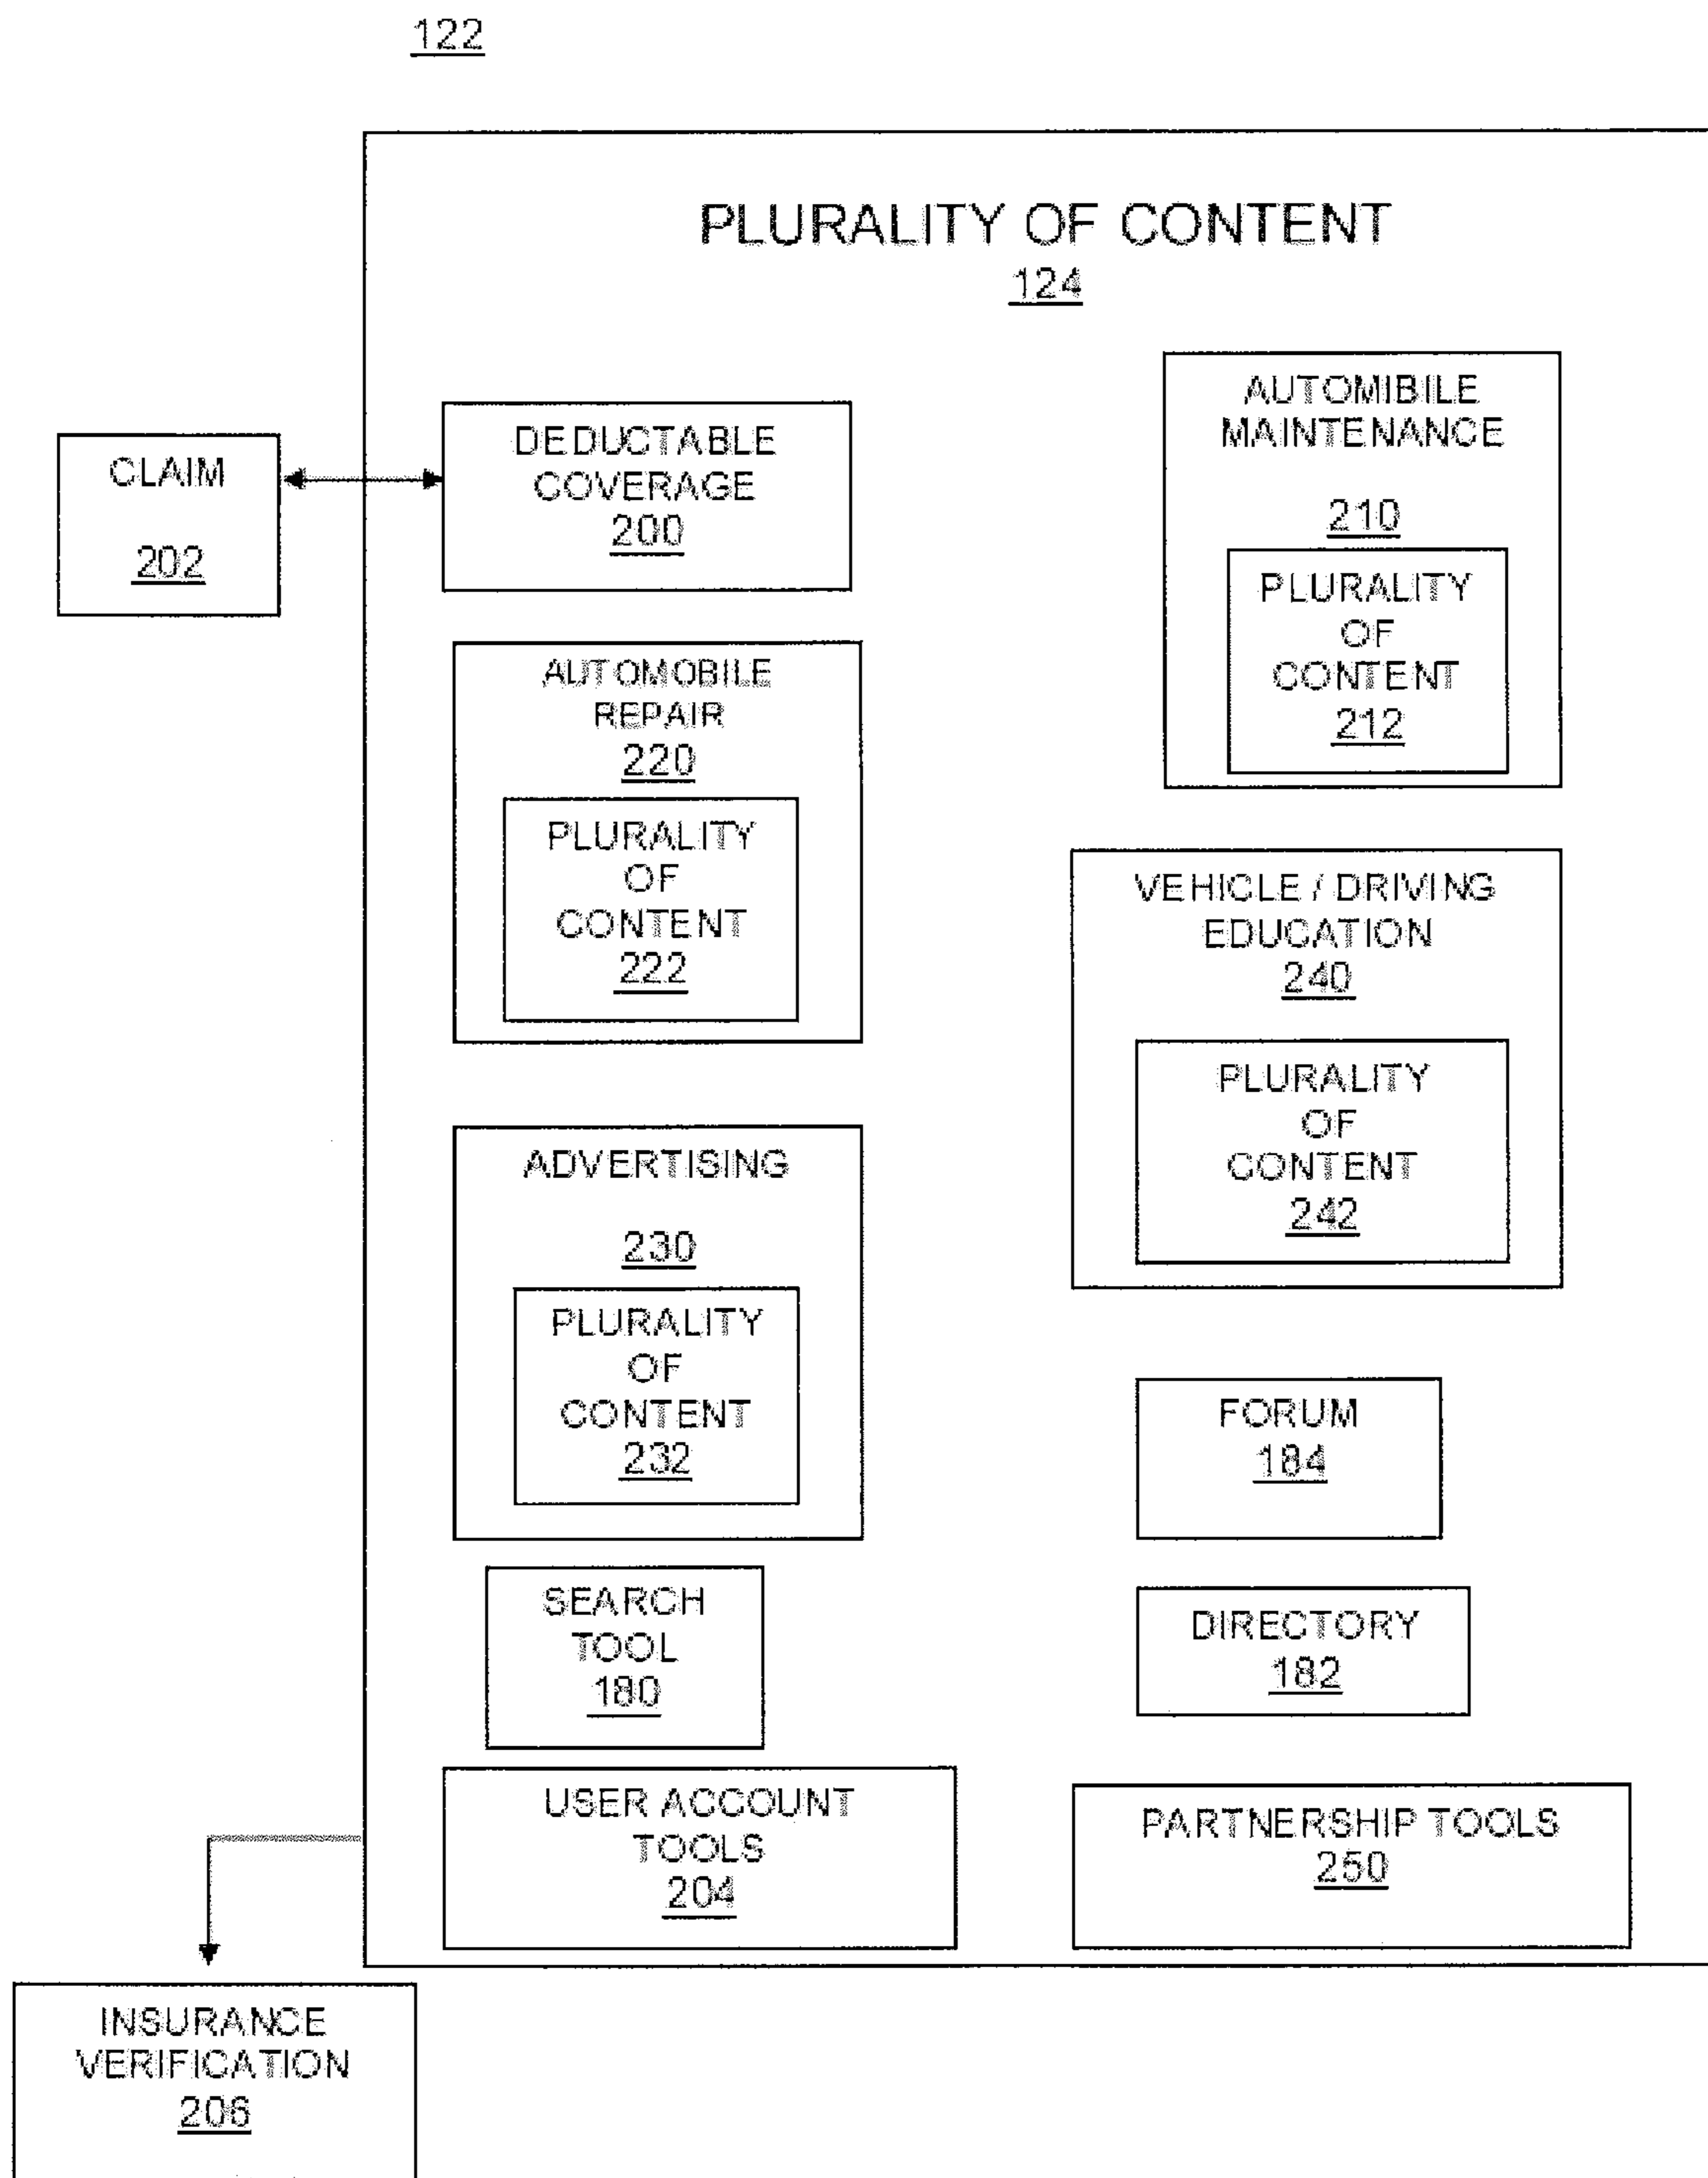 122
PLURALITY OF CONTENT
124
CLAIM
202
DEDUCTABLE
COVERAGE
200
AUTOMIBILE
MAINTENANCE
210
PLURALITY
OF
CONTENT
212
AUTOMOBILE
REPAIR
220
PLURALITY
OF
CONTENT
222
VEHICLE / DRIVING
EDUCATION
240
PLURALITY
OF
CONTENT
242
ADVERTISING
230
PLURALITY
OF
CONTENT
232
FORUM
184
SEARCH
TOOL
180
DIRECTORY
182
USER ACCOUNT
TOOLS
204
PARTNERSHIP TOOLS
250
INSURANCE
VERIFICATION
206